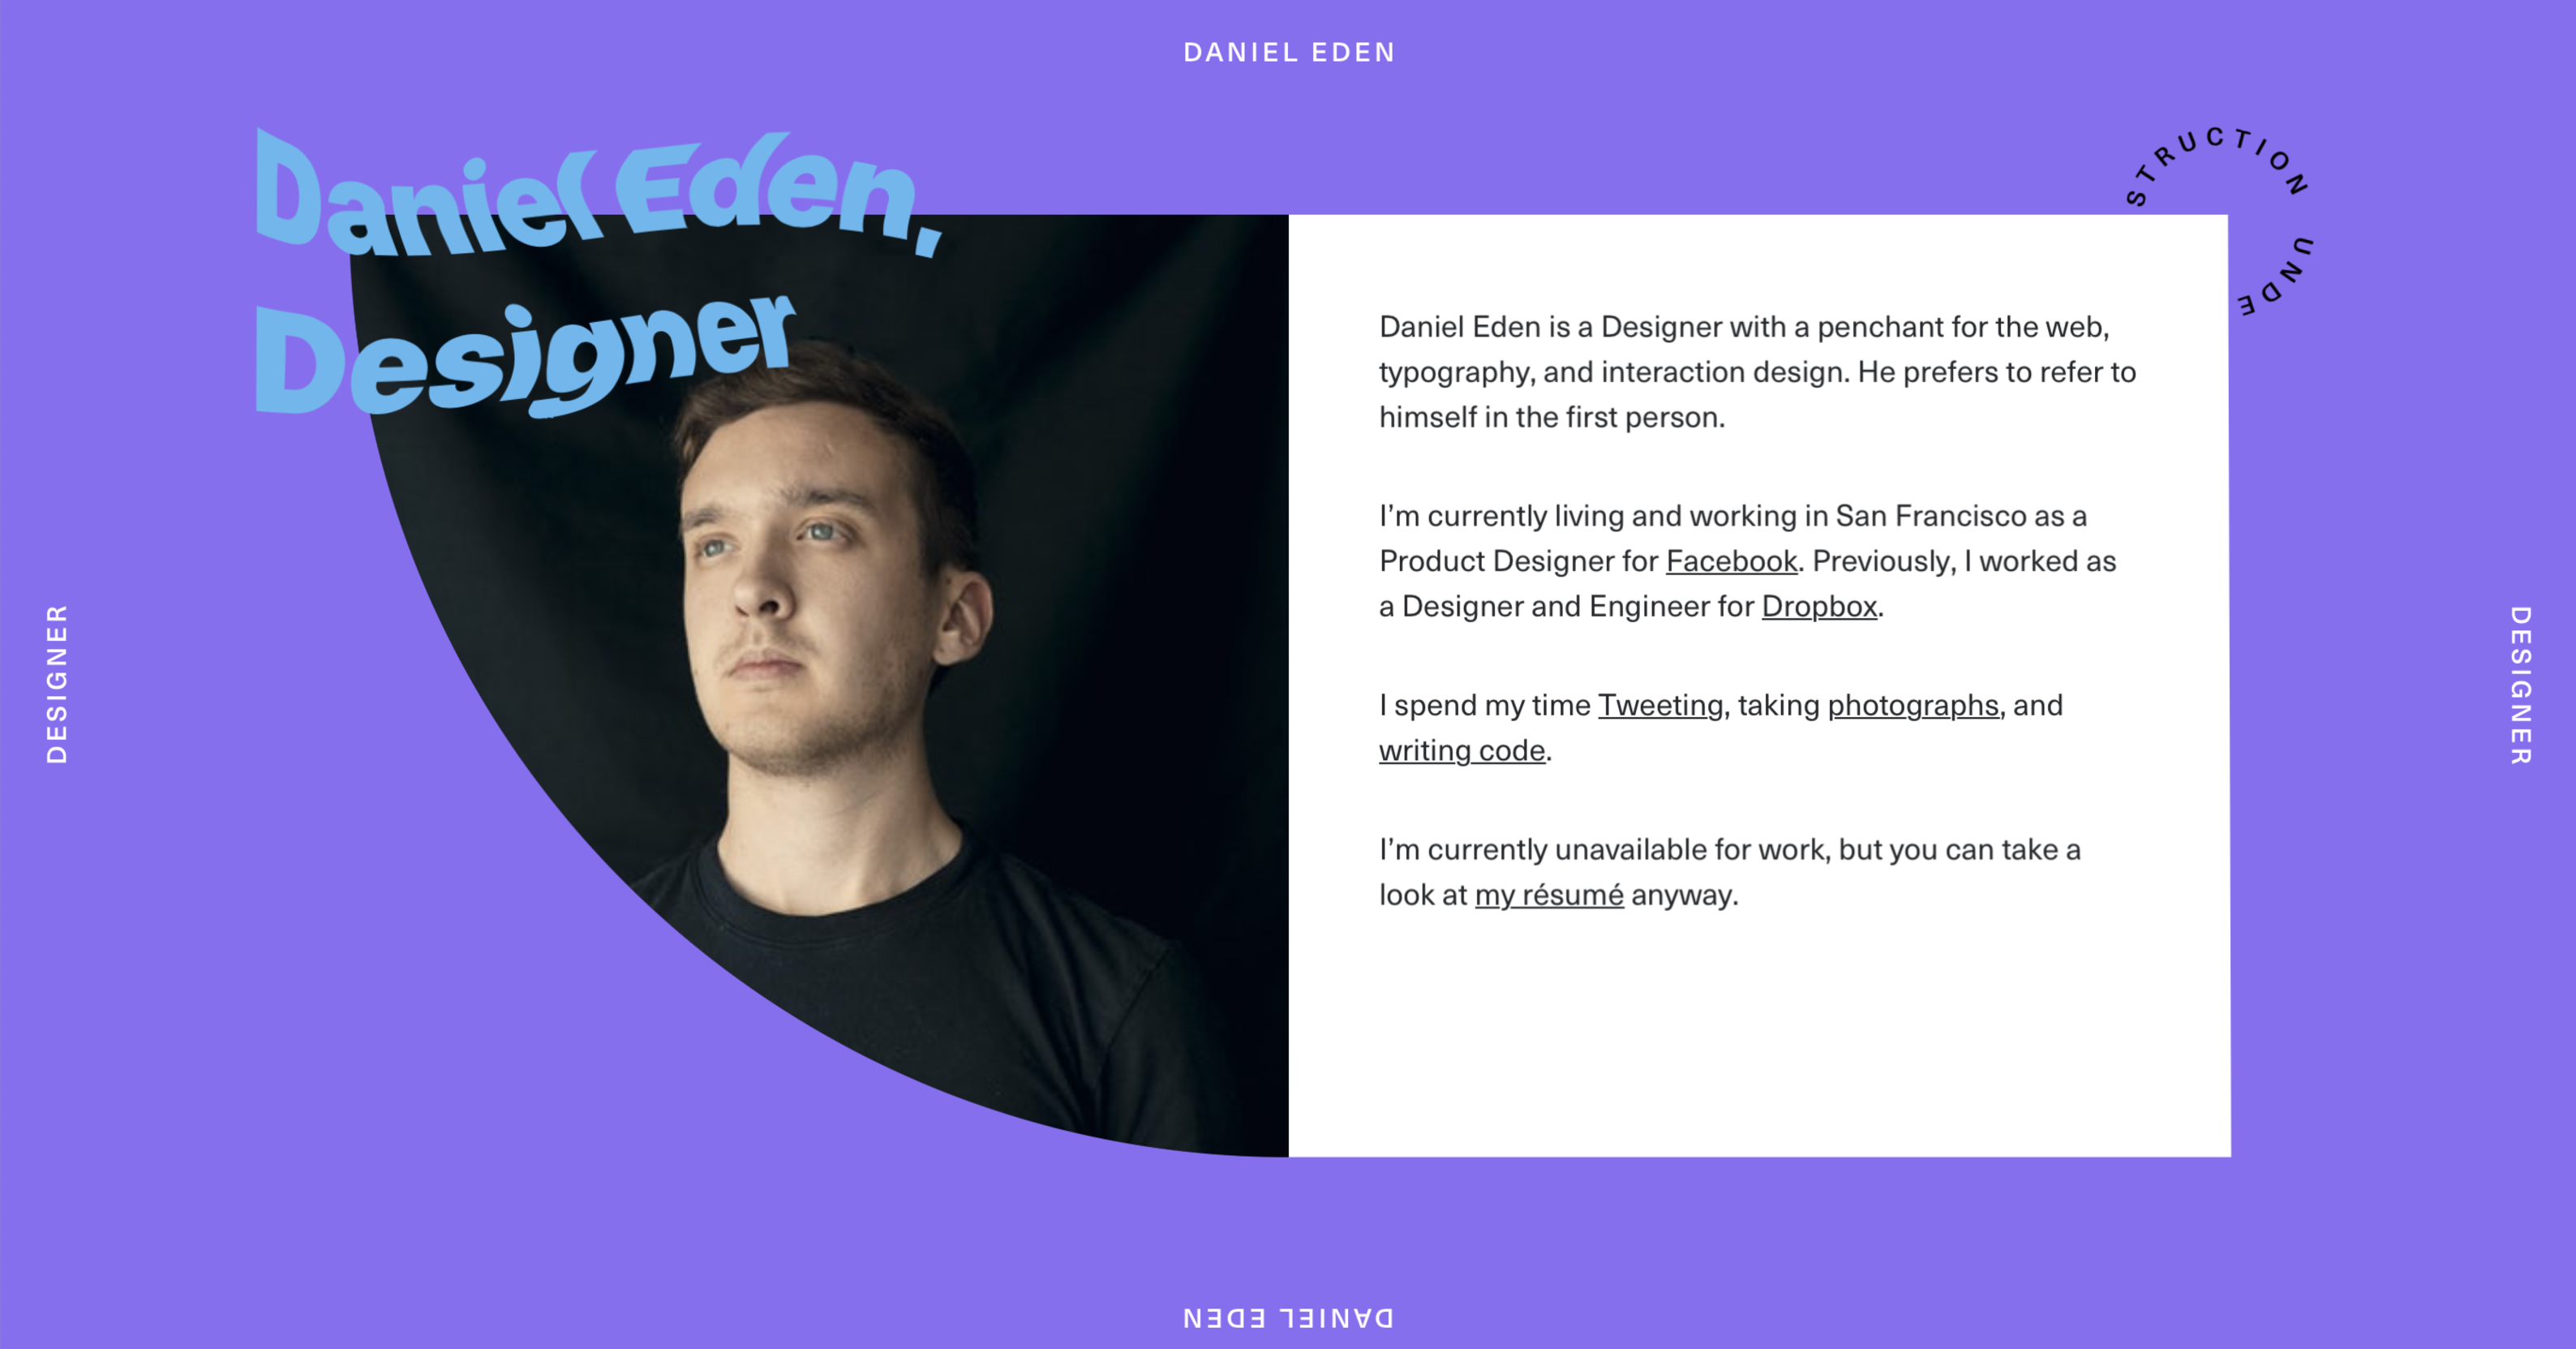 DANIEL EDEN
Daniel Eden,
Designer
STRUCTION UNDE
DESIGNER
Daniel Eden is a Designer with a penchant for the web,
typography, and interaction design. He prefers to refer to
himself in the first person.
I’m currently living and working in San Francisco as a
Product Designer for Facebook. Previously, I worked as
a Designer and Engineer for Dropbox.
I spend my time Tweeting, taking photographs, and
writing code.
I’m currently unavailable for work, but you can take a
look at my résumé anyway.
DESIGNER
DANIEL EDEN